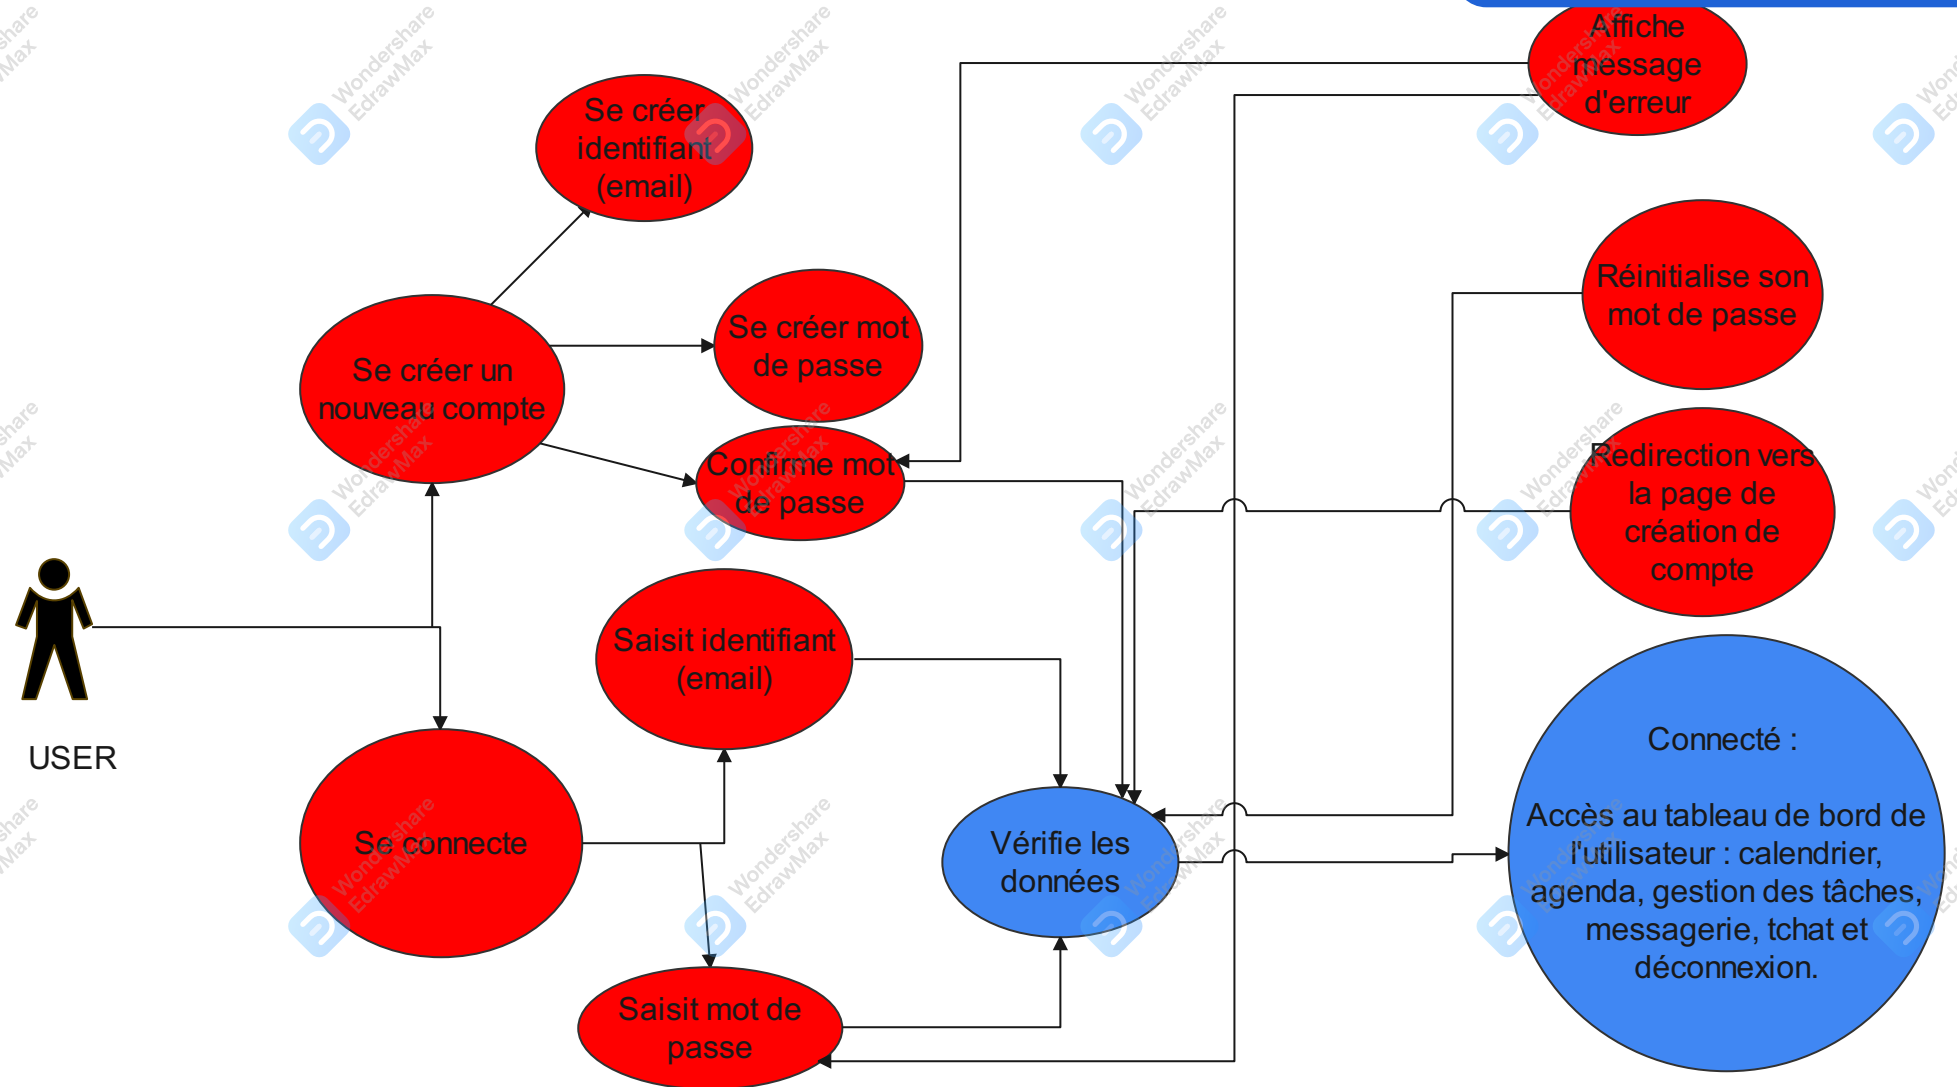 Affiche
message
d'erreur
Se créer
identifiant
(email)
Réinitialise son
mot de passe
Se créer mot
de passe
Se créer un
nouveau compte
Confirme mot
de passe
Redirection vers
la page de
création de
compte
Saisit identifiant
(email)
USER
Connecté :
Accès au tableau de bord de
l'utilisateur : calendrier,
agenda, gestion des tâches,
messagerie, tchat et
déconnexion.
Se connecte
Vérifie les
données
Saisit mot de
passe
Wondershare
EdrawMax